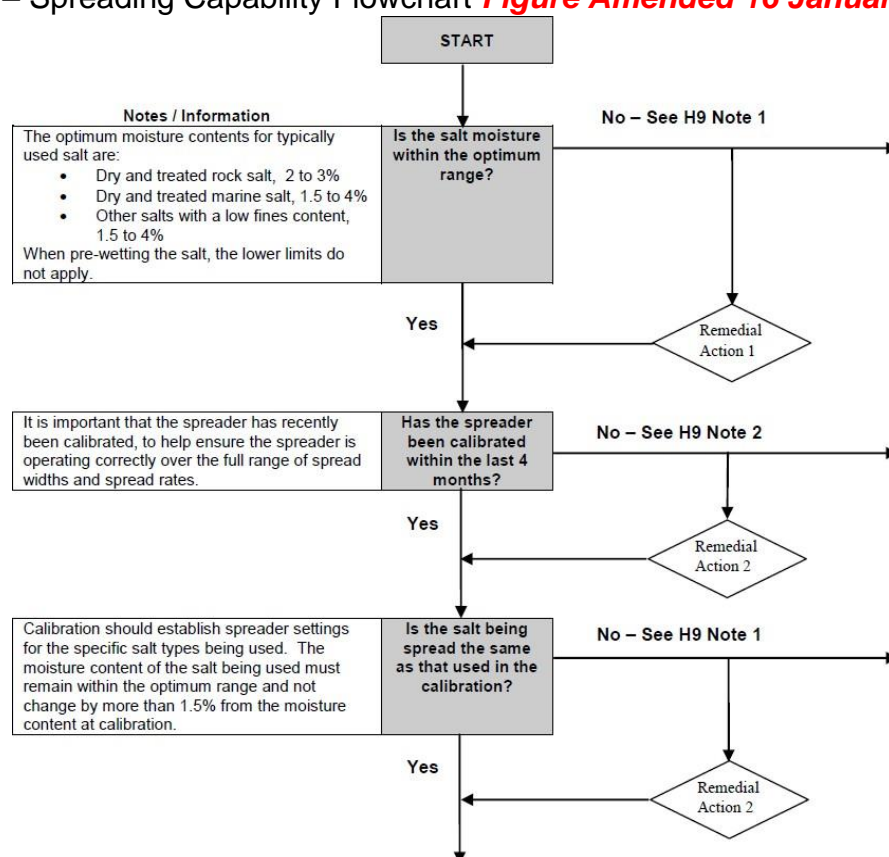 – Spreading Capability Flowchart Figure Amended 16 Januar
START
Notes / Information
The optimum moisture contents for typically
used salt are:
• Dry and treated rock salt, 2 to 3%
• Dry and treated marine salt, 1.5 to 4%
• Other salts with a low fines content,
1.5 to 4%
When pre-wetting the salt, the lower limits do
not apply.
Is the salt moisture
within the optimum
range?
No – See H9 Note 1
Yes
Remedial
Action 1
It is important that the spreader has recently
been calibrated, to help ensure the spreader is
operating correctly over the full range of spread
widths and spread rates.
Has the spreader
been calibrated
within the last 4
months?
No – See H9 Note 2
Yes
Remedial
Action 2
Calibration should establish spreader settings
for the specific salt types being used. The
moisture content of the salt being used must
remain within the optimum range and not
change by more than 1.5% from the moisture
content at calibration.
Is the salt being
spread the same
as that used in the
calibration?
No – See H9 Note 1
Yes
Remedial
Action 2